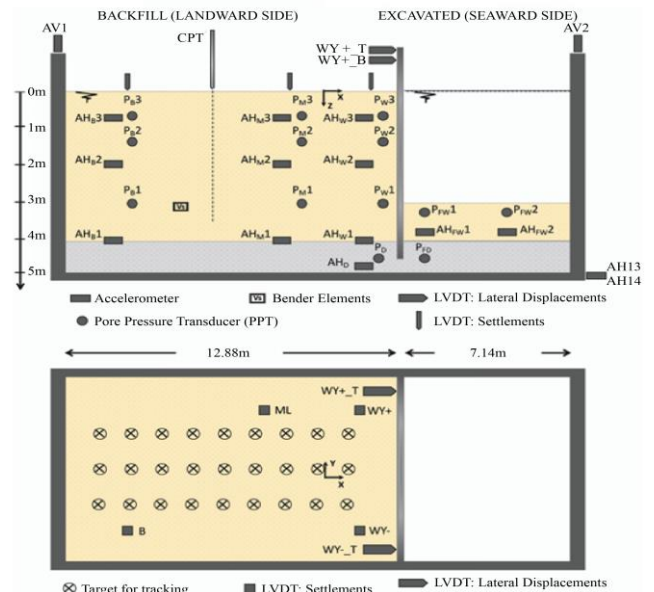 BACKFILL (LANDWARD SIDE) EXCAVATED (SEAWARD SIDE)
AV1 CPT WY+_T AV2
WY+_B
0m X PB3 PM3 PW3
Z
1m AHB3 AHM3 AHW3
PB2 PM2 PW2
2m AHB2 AHM2 AHW2
3m PB1 Vs PM1 PW1 PFW1 PFW2
4m AHB1 AHM1 AHW1 AHFW1 AHFW2
PD PFD
5m AHD AH13
AH14
Accelerometer Vs Bender Elements LVDT: Lateral Displacements
Pore Pressure Transducer (PPT) LVDT: Settlements
12.88m 7.14m
WY+_T
ML WY+
Y
X
B WY-
WY-_T
Target for tracking LVDT: Settlements LVDT: Lateral Displacements